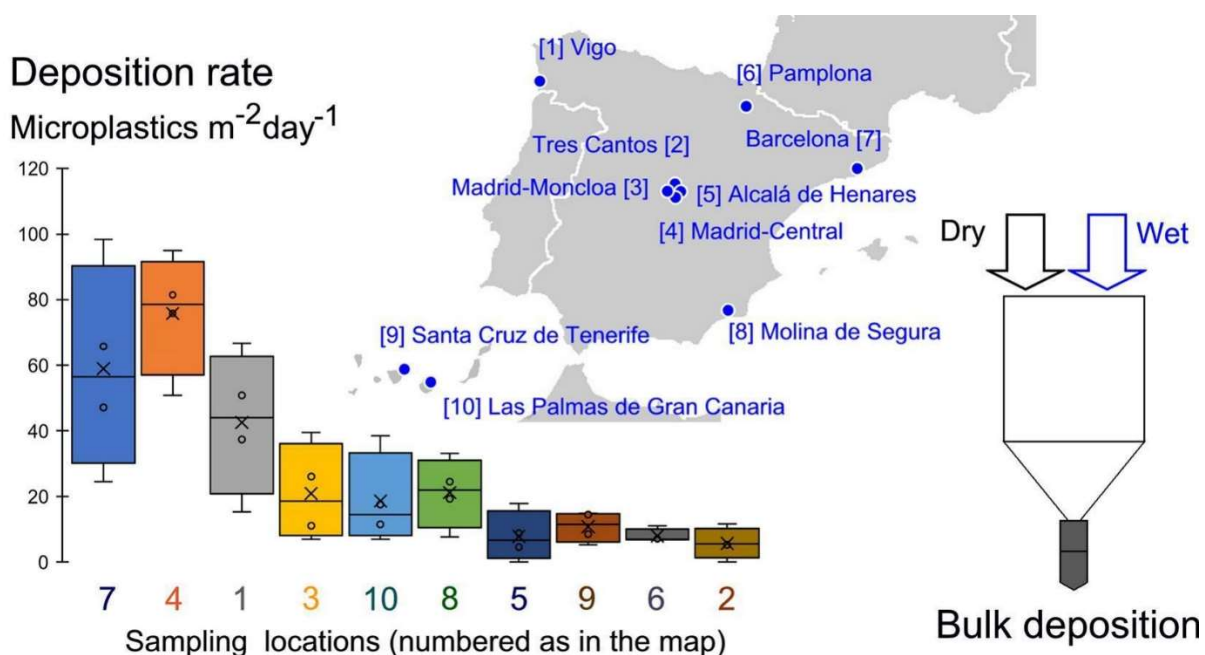 Deposition rate
Microplastics m⁻²day⁻¹
[1] Vigo
[6] Pamplona
Tres Cantos [2]
Barcelona [7]
Madrid-Moncloa [3]
[5] Alcalá de Henares
[4] Madrid-Central
[8] Molina de Segura
[9] Santa Cruz de Tenerife
[10] Las Palmas de Gran Canaria
120
100
80
60
40
20
0
7 4 1 3 10 8 5 9 6 2
Sampling locations (numbered as in the map)
Dry
Wet
Bulk deposition